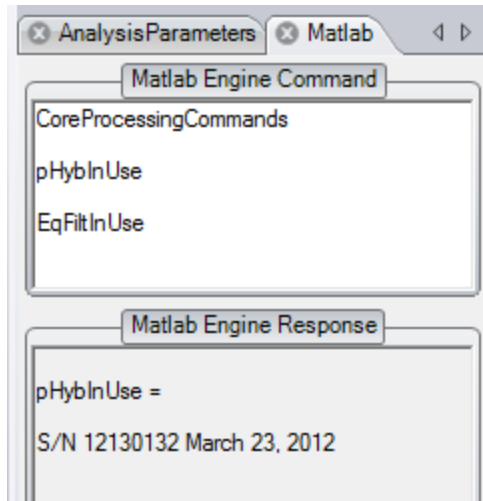 AnalysisParameters Matlab
Matlab Engine Command
CoreProcessingCommands
pHybInUse
EqFiltInUse
Matlab Engine Response
pHybInUse =
S/N 12130132 March 23, 2012